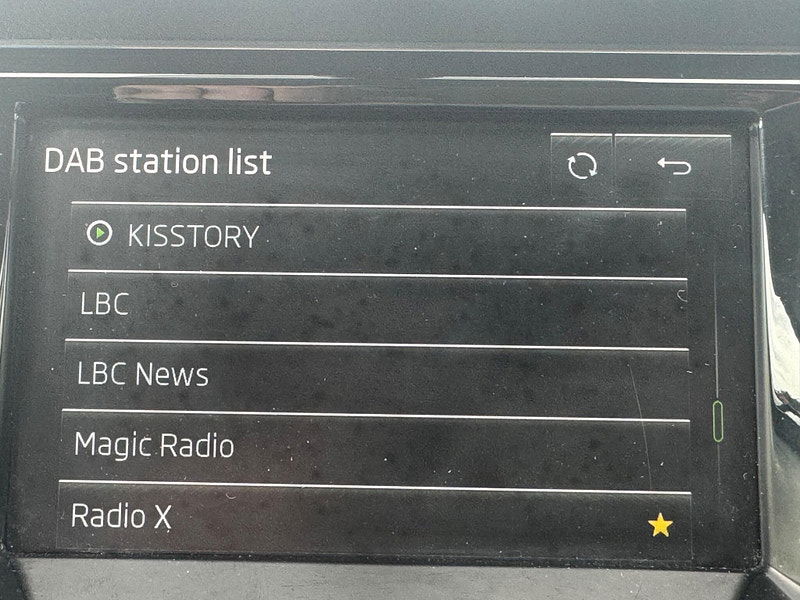 DAB station list
KISSTORY
LBC
LBC News
Magic Radio
Radio X